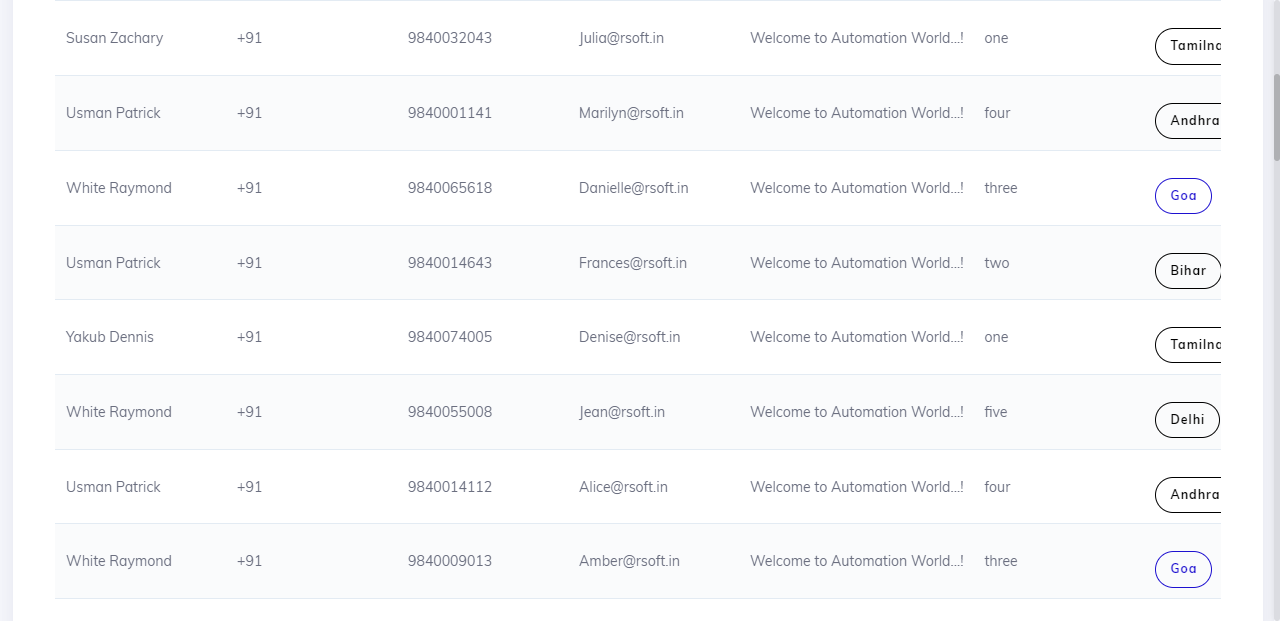 Susan Zachary +91 9840032043 Julia@rsoft.in Welcome to Automation World...! one
Usman Patrick +91 9840001141 Marilyn@rsoft.in Welcome to Automation World...! four Andhra
White Raymond +91 9840065618 Danielle@rsoft.in Welcome to Automation World...! three Goa
Usman Patrick +91 9840014643 Frances@rsoft.in Welcome to Automation World...! two Bihar
Yakub Dennis +91 9840074005 Denise@rsoft.in Welcome to Automation World...! one
White Raymond +91 9840055008 Jean@rsoft.in Welcome to Automation World...! five Delhi
Usman Patrick +91 9840014112 Alice@rsoft.in Welcome to Automation World...! four Andhra
White Raymond +91 9840009013 Amber@rsoft.in Welcome to Automation World...! three Goa